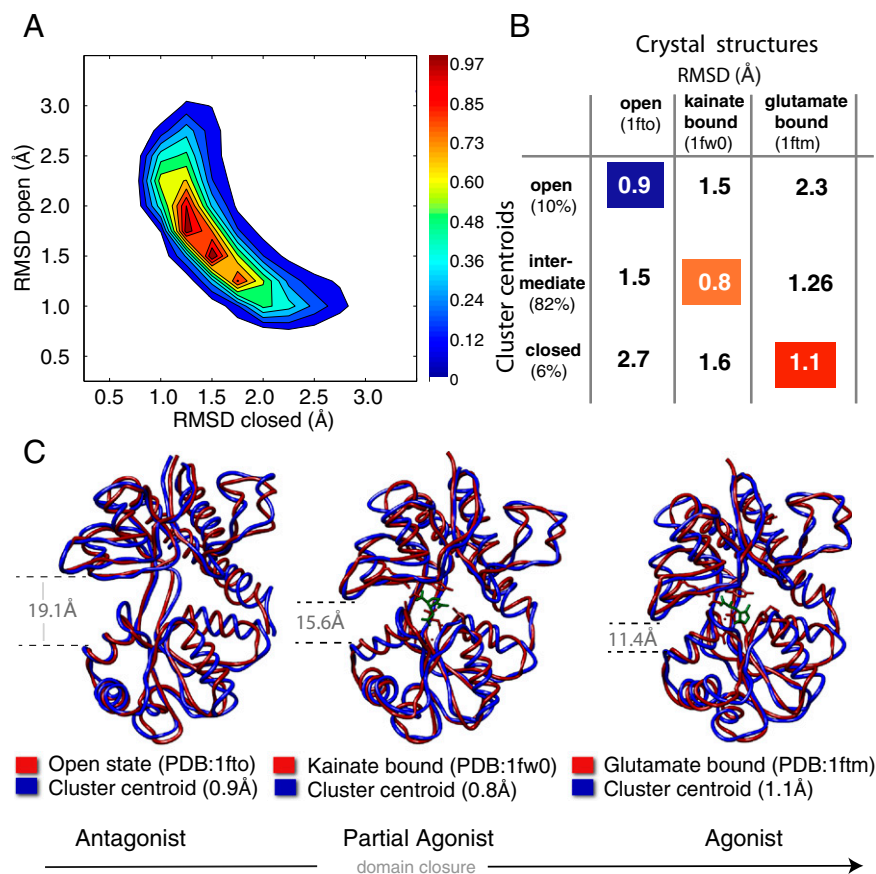 A
RMSD open (Å)
3.0
2.5
2.0
1.5
1.0
0.5
0.5 1.0 1.5 2.0 2.5 3.0
RMSD closed (Å)
0.97
0.85
0.73
0.60
0.48
0.36
0.24
0.12
0
B
Crystal structures
RMSD (Å)
open
(1fto)
kainate
bound
(1fw0)
glutamate
bound
(1ftm)
Cluster centroids
open
(10%)
0.9 1.5 2.3
inter-
mediate
(82%)
1.5 0.8 1.26
closed
(6%)
2.7 1.6 1.1
C
19.1Å
15.6Å
11.4Å
Open state (PDB:1fto)
Cluster centroid (0.9Å)
Kainate bound (PDB:1fw0)
Cluster centroid (0.8Å)
Glutamate bound (PDB:1ftm)
Cluster centroid (1.1Å)
Antagonist Partial Agonist Agonist
domain closure